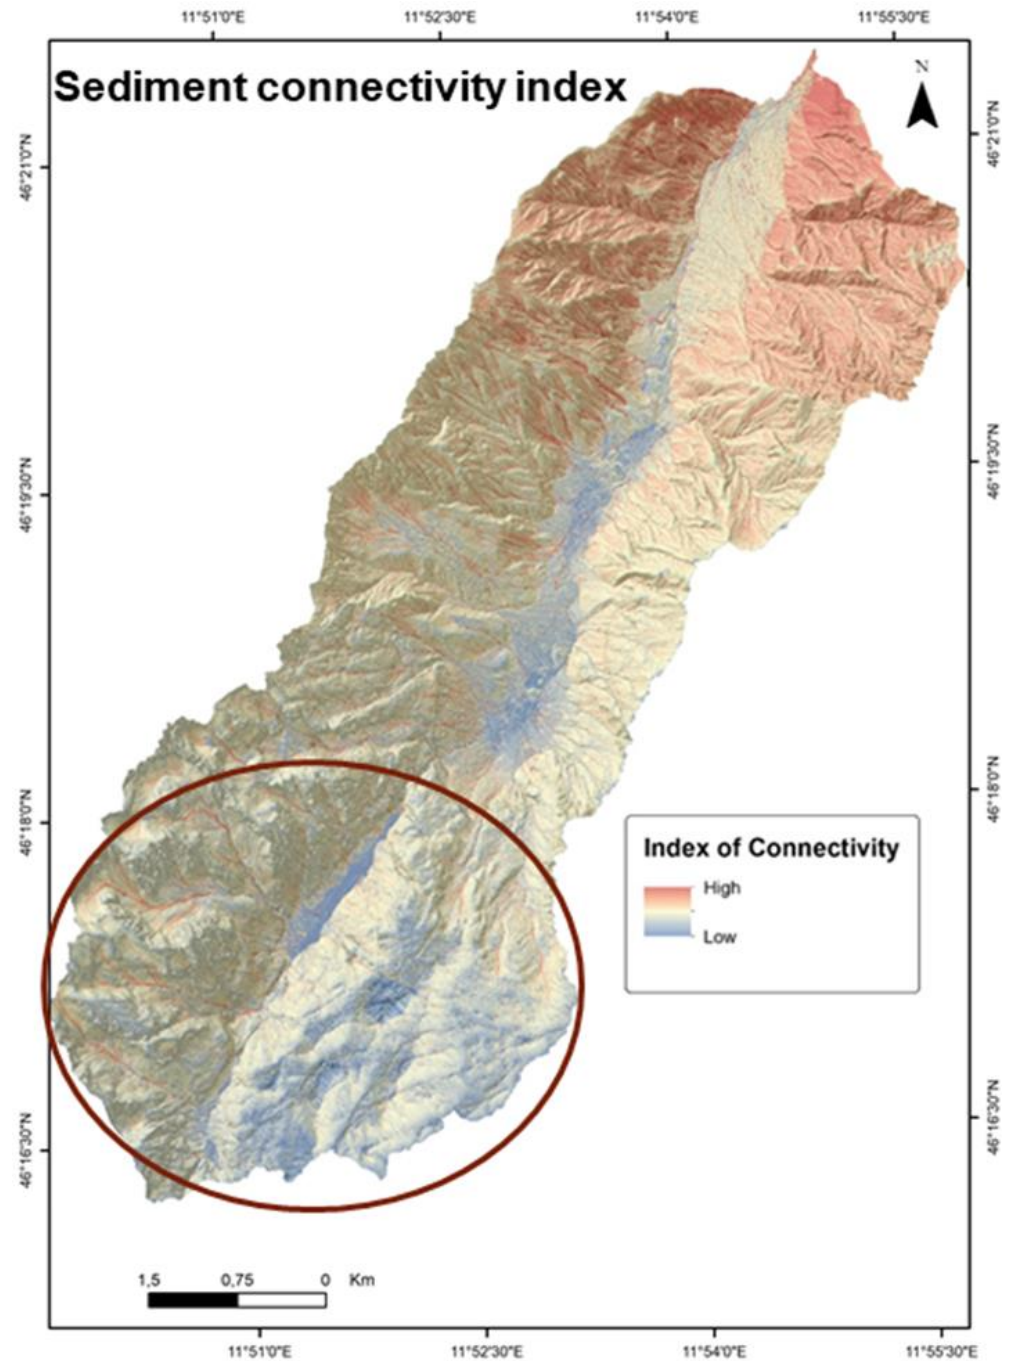 11°51'0"E 11°52'30"E 11°54'0"E 11°55'30"E
Sediment connectivity index
N
46°21'0"N
46°21'0"N
46°19'30"N
46°19'30"N
46°18'0"N
46°18'0"N
Index of Connectivity
High
Low
46°16'30"N
46°16'30"N
1,5 0,75 0 Km
11°51'0"E 11°52'30"E 11°54'0"E 11°55'30"E